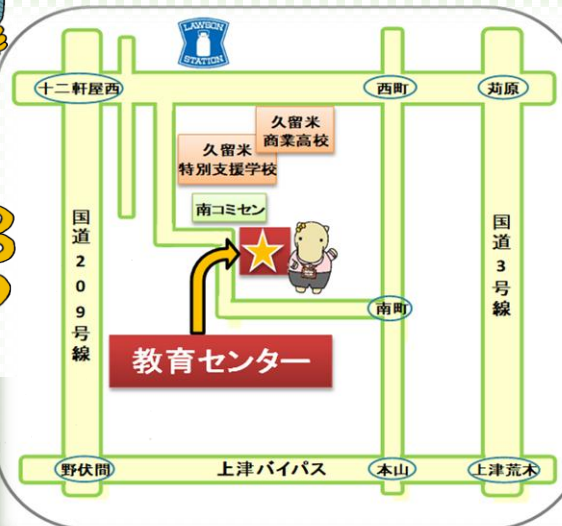 LAWSON
STATION
十二軒屋西
西町
苅原
久留米
商業高校
久留米
特別支援学校
南コミセン
国道209号線
国道3号線
南町
教育センター
野伏間
上津バイパス
本山
上津荒木